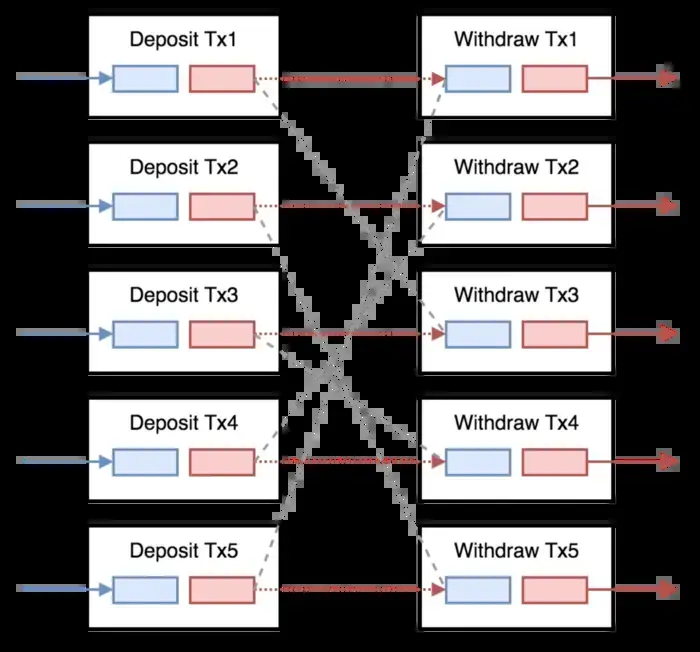 Deposit Tx1
Withdraw Tx1
Deposit Tx2
Withdraw Tx2
Deposit Tx3
Withdraw Tx3
Deposit Tx4
Withdraw Tx4
Deposit Tx5
Withdraw Tx5